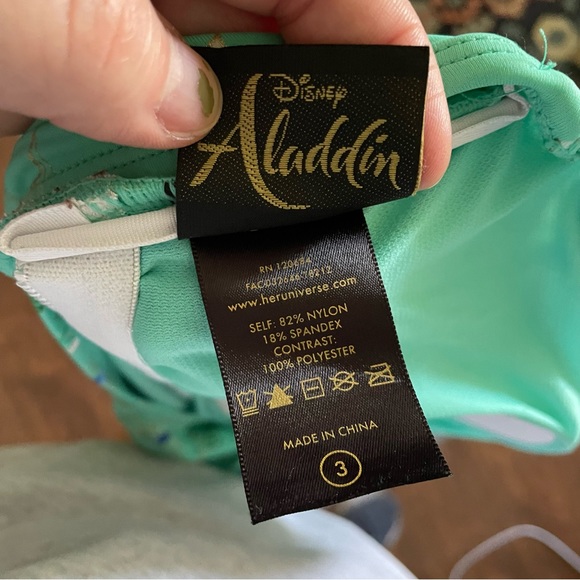 Disney
Aladdin
RN 120684
FAC03264678212
www.heruniverse.com
SELF: 82% NYLON
18% SPANDEX
CONTRAST:
100% POLYESTER
MADE IN CHINA
3